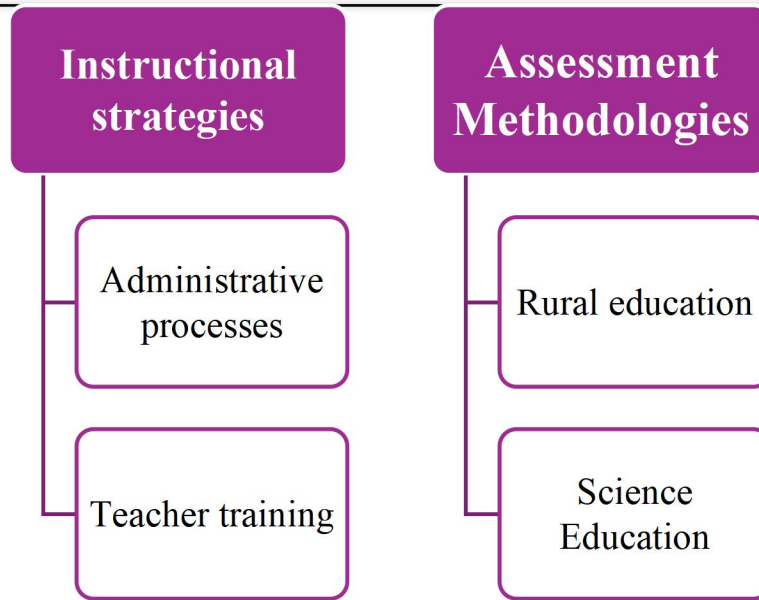 Instructional
strategies
Administrative
processes
Teacher training
Assessment
Methodologies
Rural education
Science
Education